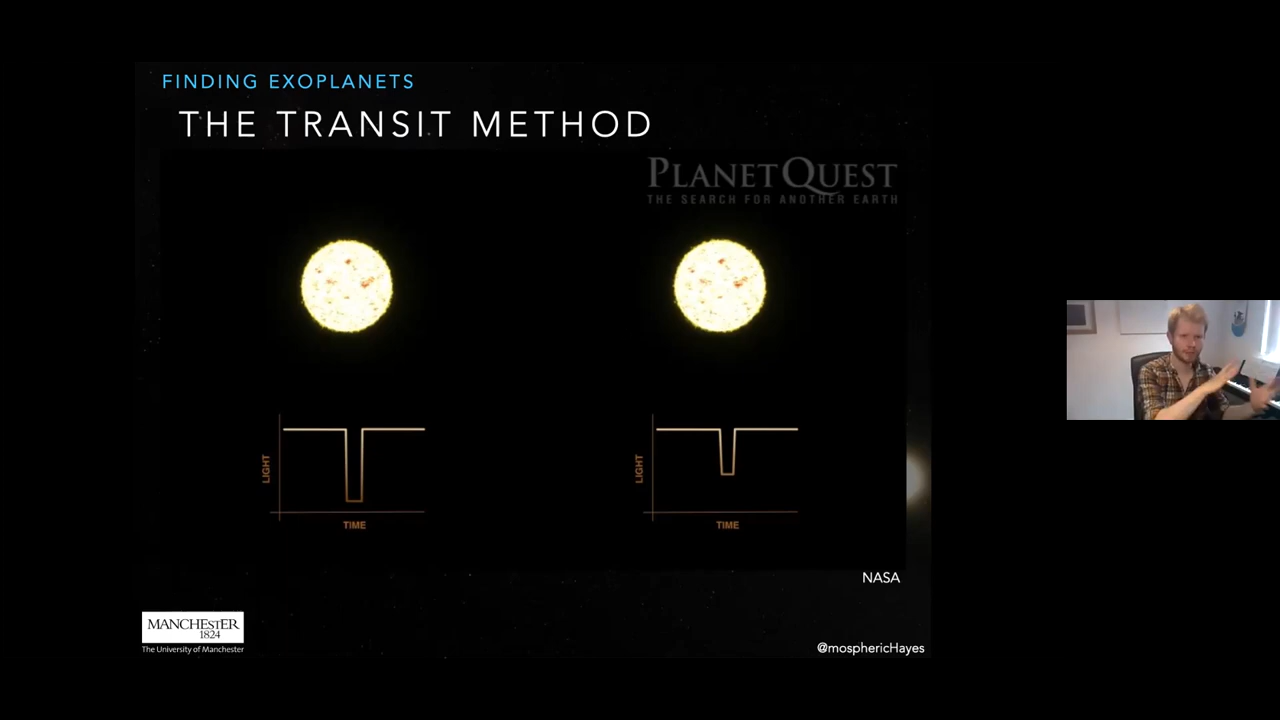 FINDING EXOPLANETS
THE TRANSIT METHOD
PLANETQUEST
THE SEARCH FOR ANOTHER EARTH
LIGHT
TIME
LIGHT
TIME
NASA
MANCHESTER
1824
The University of Manchester
@mosphericHayes